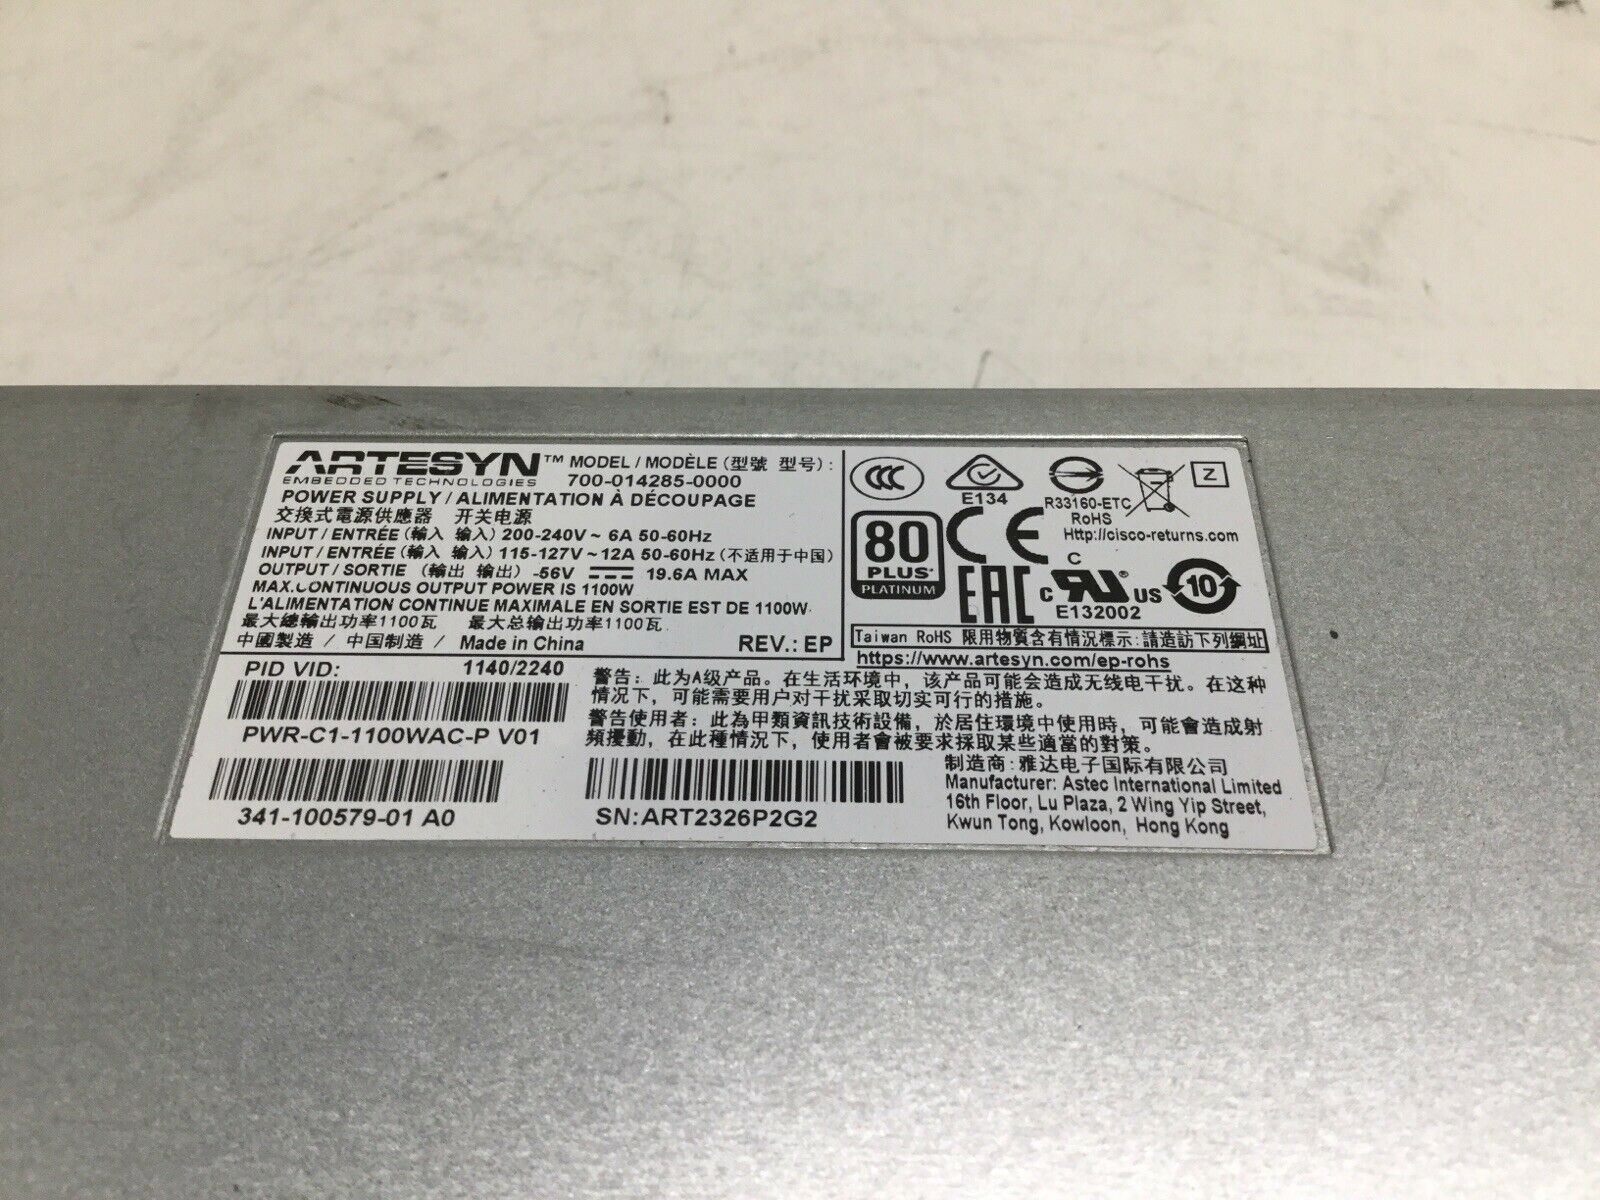 ARTESYN™ MODEL / MODÈLE (型號 型号):
EMBEDDED TECHNOLOGIES 700-014285-0000
POWER SUPPLY / ALIMENTATION À DÉCOUPAGE
交換式電源供應器 开关电源
INPUT / ENTRÉE (輸入 输入) 200-240V ~ 6A 50-60Hz
INPUT / ENTRÉE (輸入 输入) 115-127V ~ 12A 50-60Hz (不适用于中国)
OUTPUT / SORTIE (輸出 输出) -56V 19.6A MAX
MAX.CONTINUOUS OUTPUT POWER IS 1100W
L'ALIMENTATION CONTINUE MAXIMALE EN SORTIE EST DE 1100W.
最大總輸出功率1100瓦 最大总输出功率1100瓦
中國製造 / 中国制造 / Made in China REV.: EP
CCC
E134
R33160-ETC
RoHS
Z
Http://cisco-returns.com
80
PLUS
PLATINUM
CE
EAC
C
c RU ® US
E132002
10
Taiwan RoHS 限用物質含有情況標示:請造訪下列網址
https://www.artesyn.com/ep-rohs
PID VID: 1140/2240
PWR-C1-1100WAC-P V01
341-100579-01 A0
警告: 此为A级产品。在生活环境中, 该产品可能会造成无线电干扰。在这种
情况下, 可能需要用户对干扰采取切实可行的措施。
警告使用者: 此為甲類資訊技術設備, 於居住環境中使用時, 可能會造成射
頻擾動, 在此種情況下, 使用者會被要求採取某些適當的對策。
SN:ART2326P2G2
制造商:雅达电子国际有限公司
Manufacturer: Astec International Limited
16th Floor, Lu Plaza, 2 Wing Yip Street,
Kwun Tong, Kowloon, Hong Kong